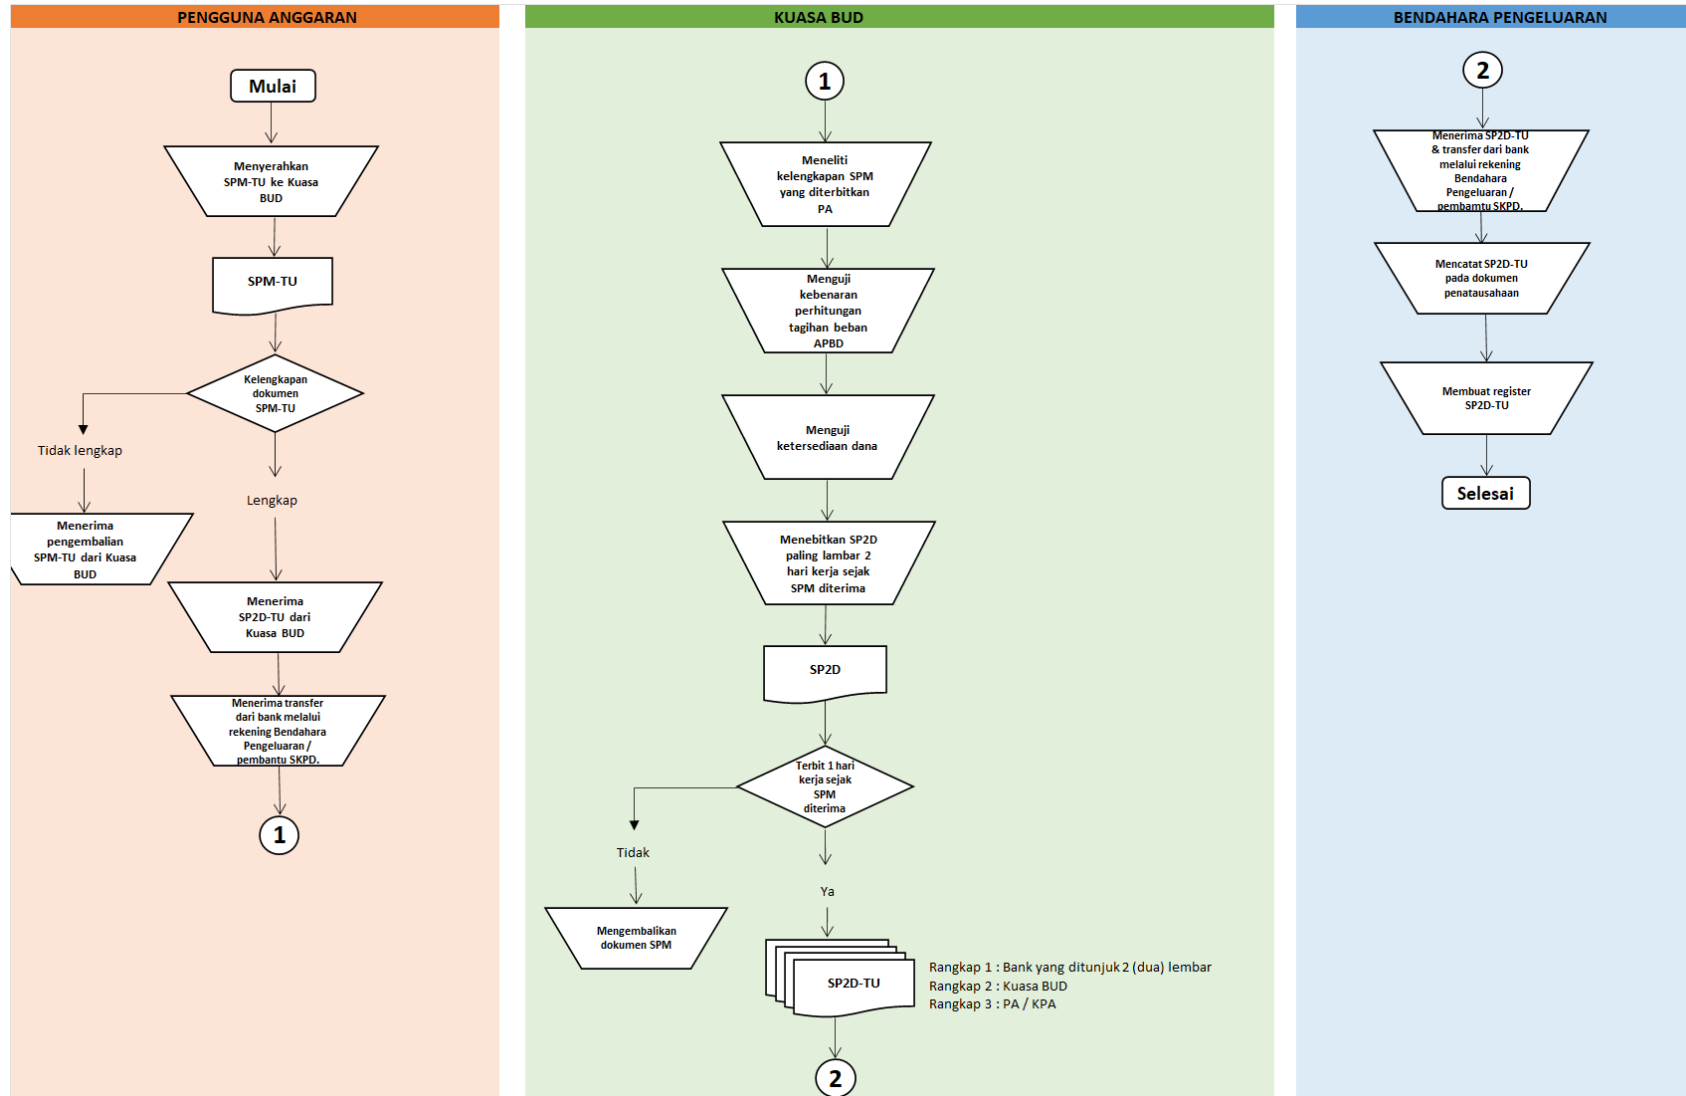 PENGGUNA ANGGARAN
Mulai
Menyerahkan
SPM-TU ke Kuasa
BUD
SPM-TU
Kelengkapan
dokumen
SPM-TU
Tidak lengkap
Lengkap
Menerima
pengembalian
SPM-TU dari Kuasa
BUD
Menerima
SP2D-TU dari
Kuasa BUD
Menerima transfer
dari bank melalui
rekening Bendahara
Pengeluaran /
pembantu SKPD.
1
KUASA BUD
1
Meneliti
kelengkapan SPM
yang diterbitkan
PA
Menguji
kebenaran
perhitungan
tagihan beban
APBD
Menguji
ketersediaan dana
Menebitkan SP2D
paling lambar 2
hari kerja sejak
SPM diterima
SP2D
Terbit 1 hari
kerja sejak
SPM
diterima
Tidak
Ya
Mengembalikan
dokumen SPM
SP2D-TU
Rangkap 1 : Bank yang ditunjuk 2 (dua) lembar
Rangkap 2 : Kuasa BUD
Rangkap 3 : PA / KPA
2
BENDAHARA PENGELUARAN
2
Menerima SP2D-TU
& transfer dari bank
melalui rekening
Bendahara
Pengeluaran /
pembamtu SKPD.
Mencatat SP2D-TU
pada dokumen
penatausahaan
Membuat register
SP2D-TU
Selesai